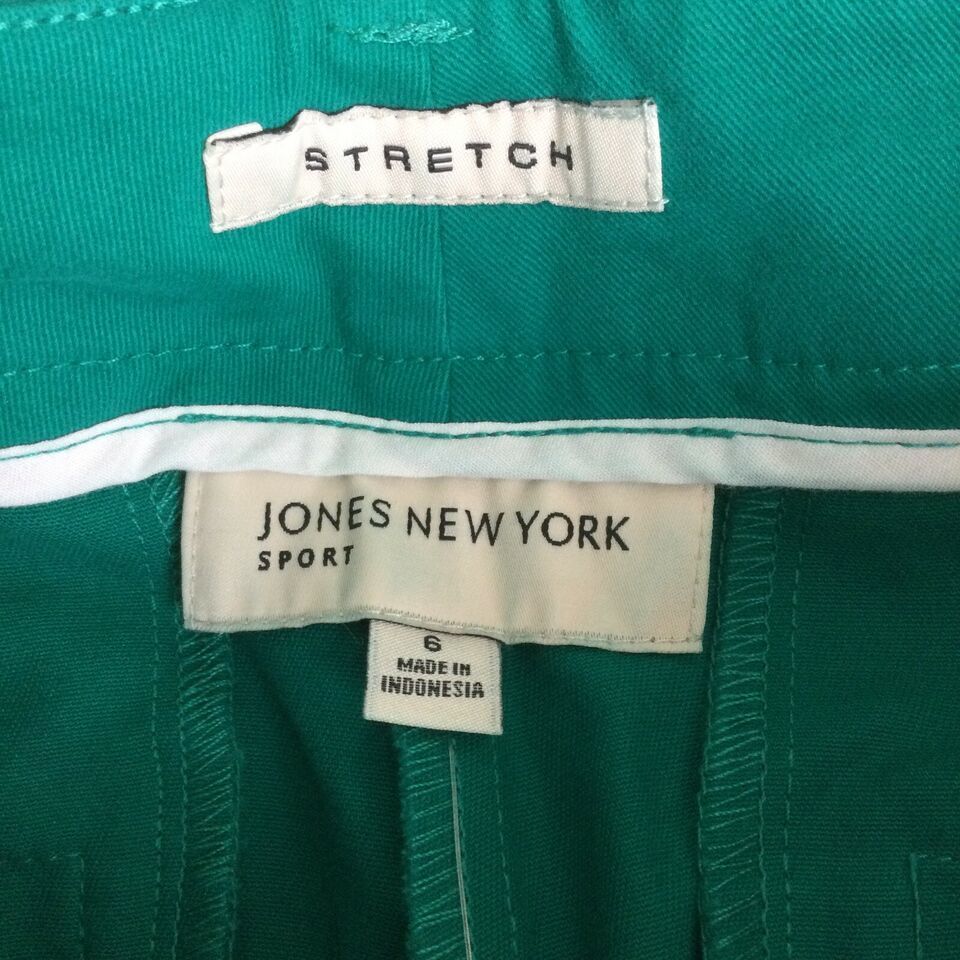 STRETCH
JONES NEW YORK
SPORT
6
MADE IN
INDONESIA